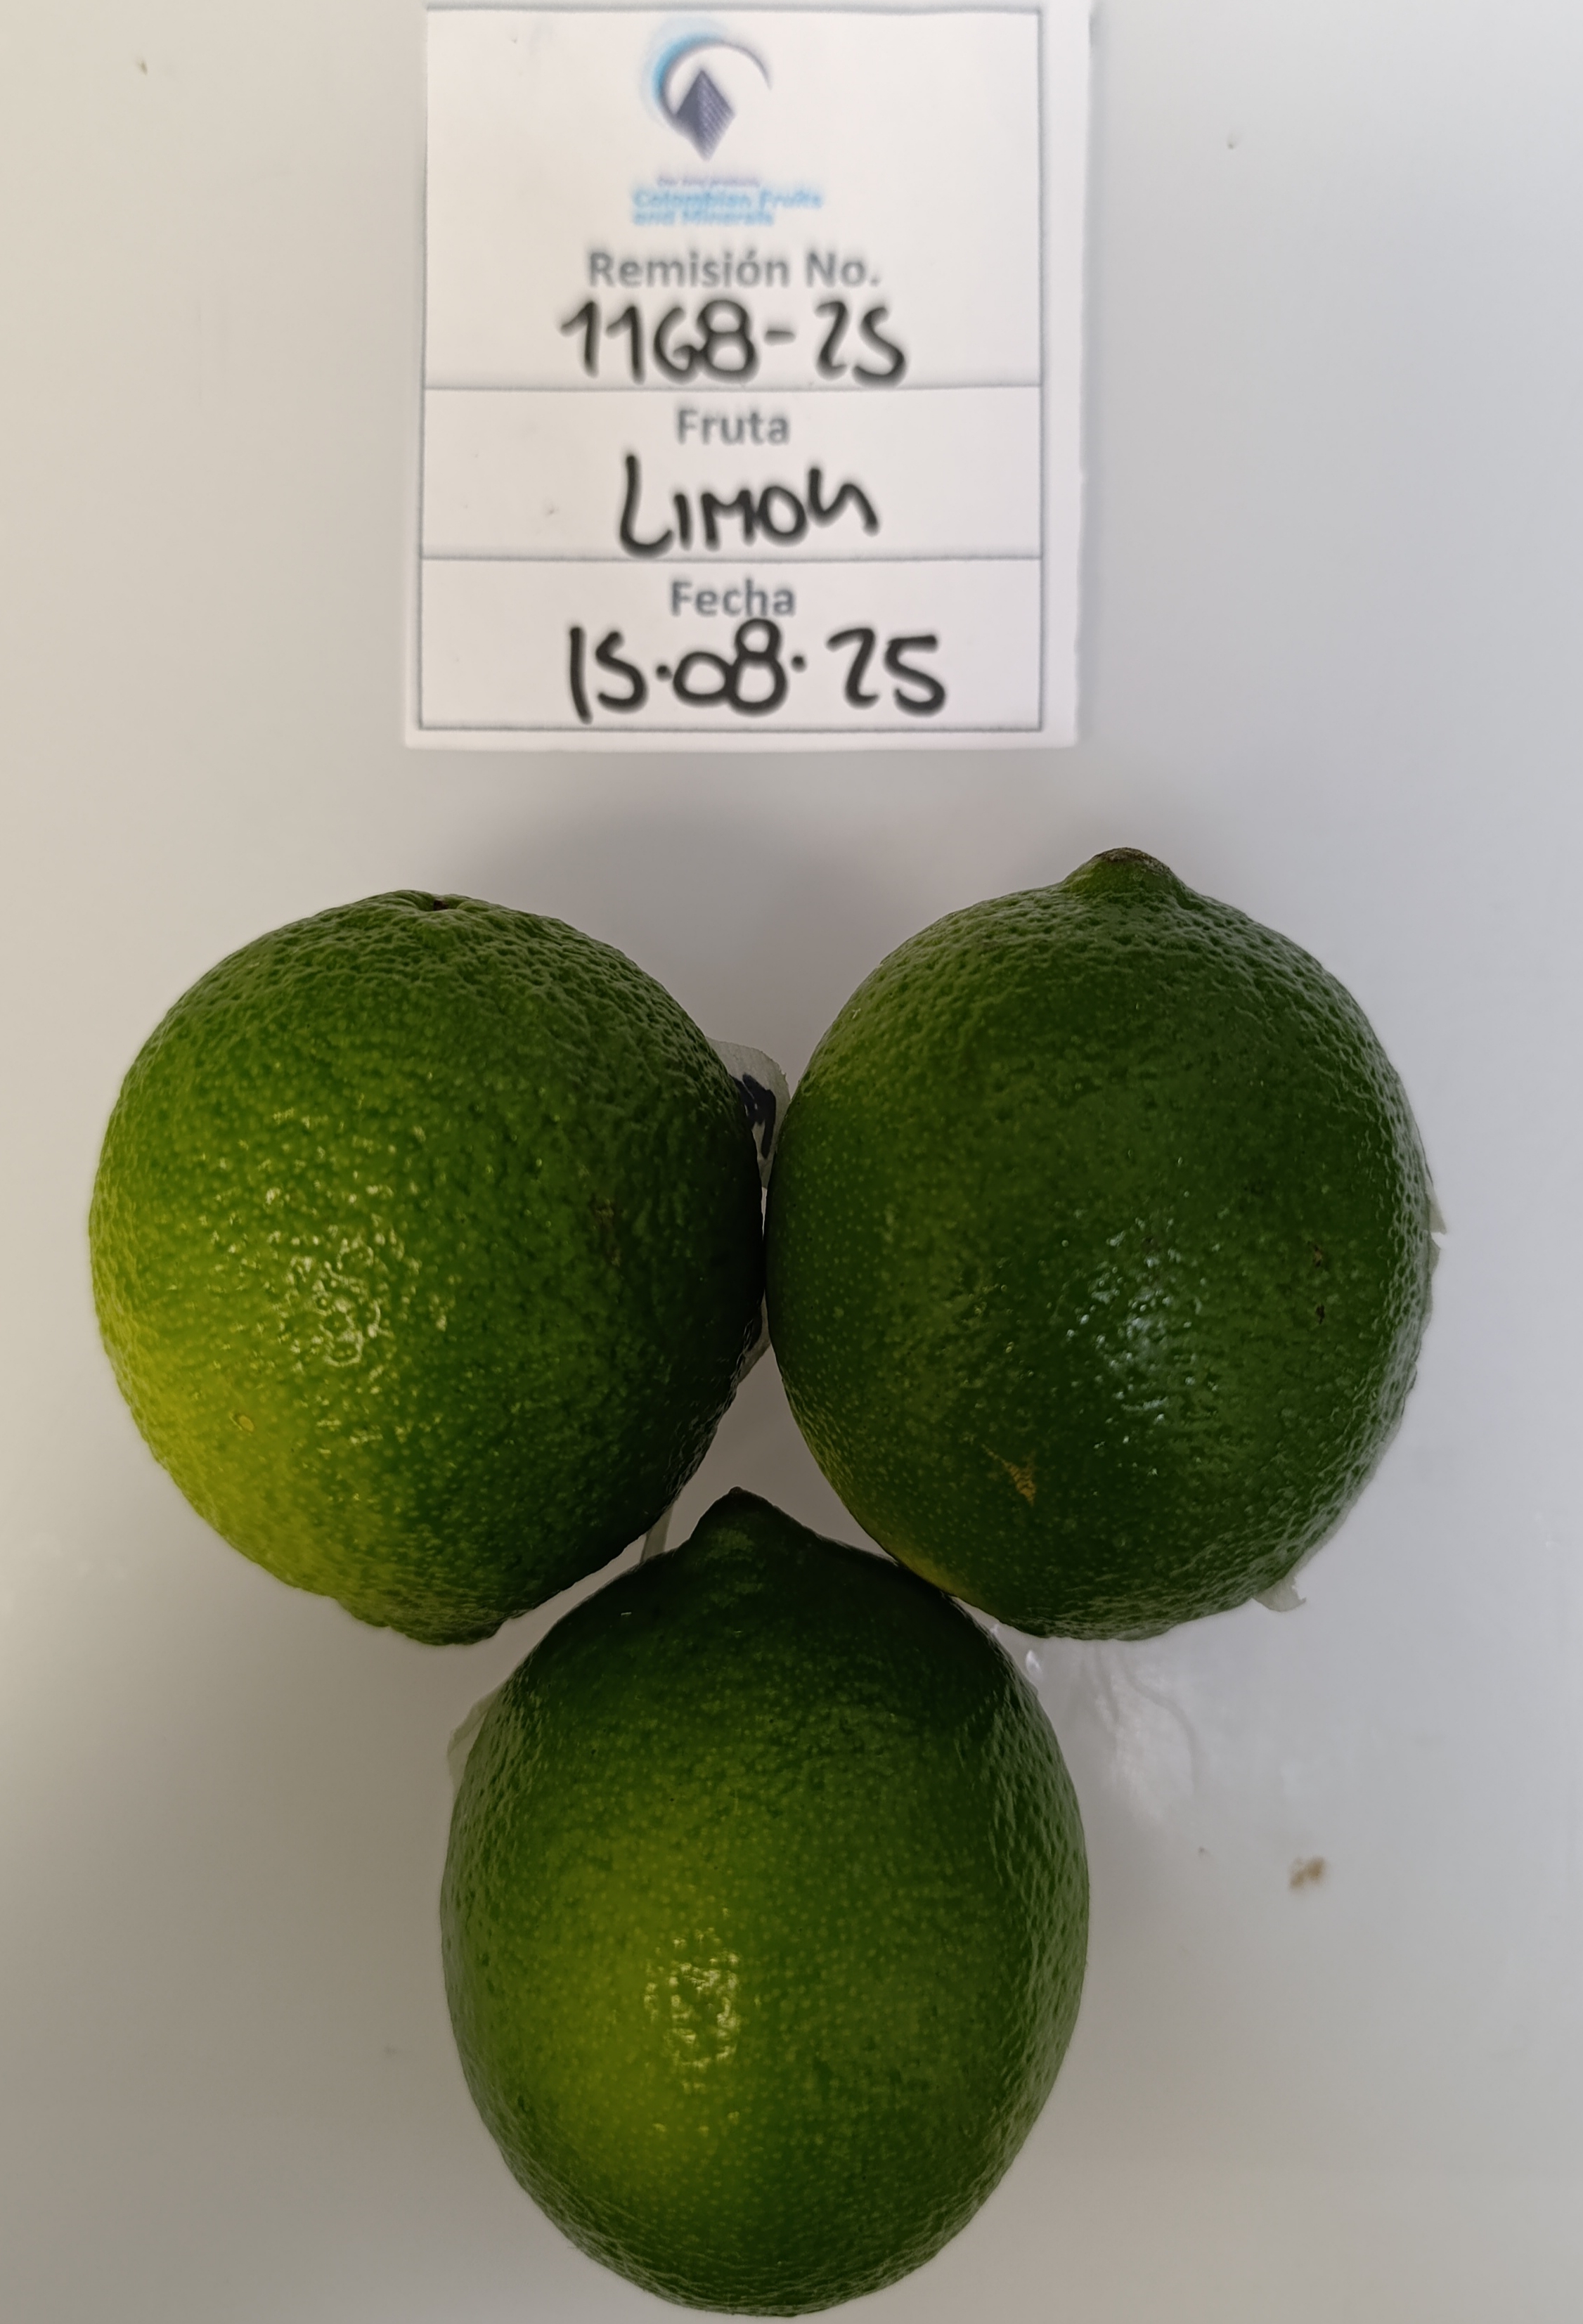 Colombian Fruits
and Minerals
Remisión No.
1168-25
Fruta
LIMON
Fecha
15·08·25